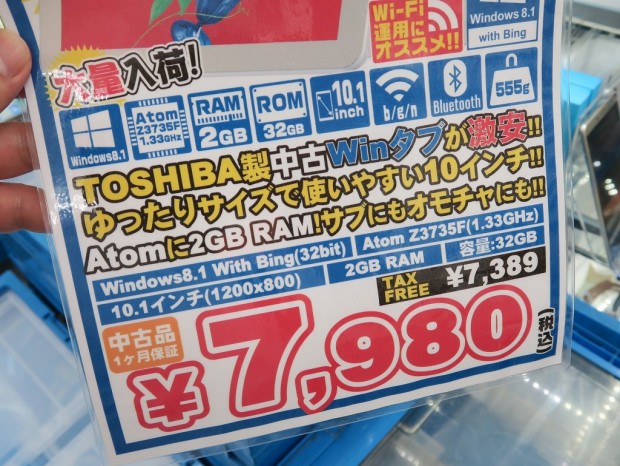 Wi-Fi
運用に
オススメ!!
Windows 8.1
with Bing
大量入荷!
Windows8.1
Atom
Z3735F
1.33GHz
RAM
2GB
ROM
32GB
10.1
inch
b/g/n
Bluetooth
555g
TOSHIBA製中古Winタブが激安!!
ゆったりサイズで使いやすい10インチ!!
Atomに2GB RAM!サブにもオモチャにも!!
Windows8.1 With Bing(32bit)
Atom Z3735F(1.33GHz)
10.1インチ(1200x800)
2GB RAM
容量:32GB
TAX
FREE
¥7,389
中古品
1ヶ月保証
¥7,980
(税込)